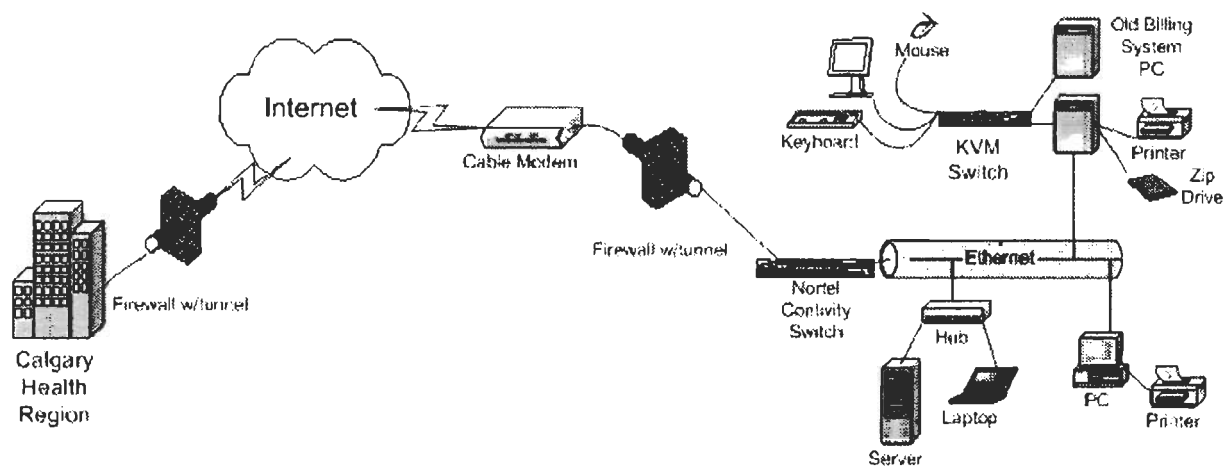 Internet
Cable Modem
Mouse
Keyboard
KVM
Switch
Old Billing
System
PC
Printer
Zip
Drive
Firewall w/tunnel
Calgary
Health
Region
Firewall w/tunnel
Nortel
Contivity
Switch
Ethernet
Hub
Server
Laptop
PC
Printer